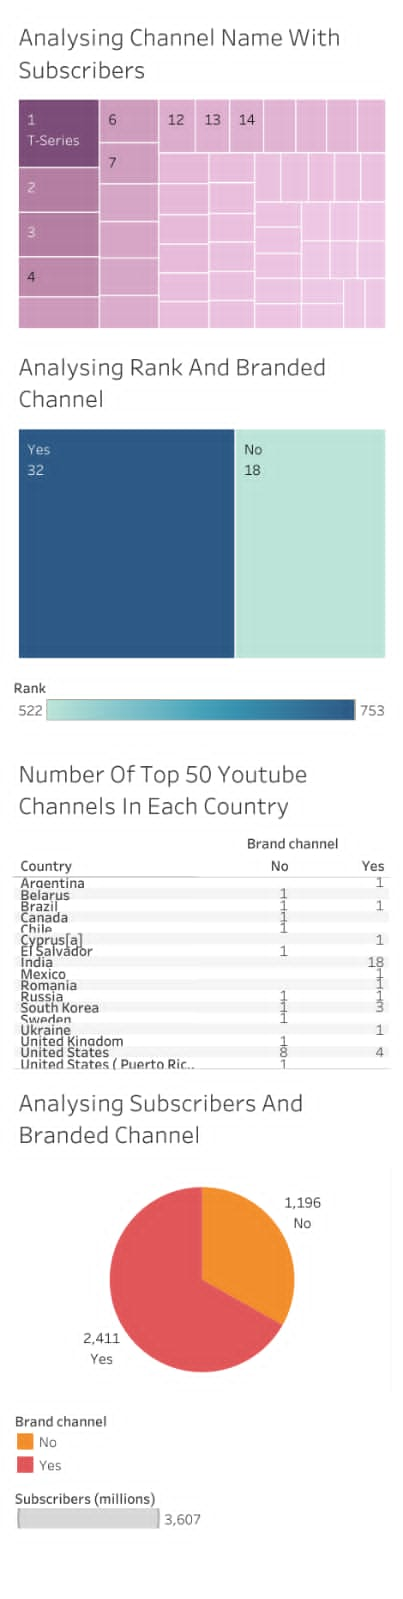 Analysing Channel Name With
Subscribers
1 6 12 13 14
T-Series
7
2
3
4
Analysing Rank And Branded
Channel
Yes No
32 18
Rank
522 753
Number Of Top 50 Youtube
Channels In Each Country
Brand channel
Country No Yes
Argentina 1
Belarus 1
Brazil 1 1
Canada 1
Chile 1
Cyprus[a] 1
El Salvador 1
India 18
Mexico 1
Romania 1
Russia 1 1
South Korea 1 3
Sweden 1
Ukraine 1
United Kingdom 1
United States 8 4
United States ( Puerto Ric.. 1
Analysing Subscribers And
Branded Channel
1,196
No
2,411
Yes
Brand channel
No
Yes
Subscribers (millions)
3,607